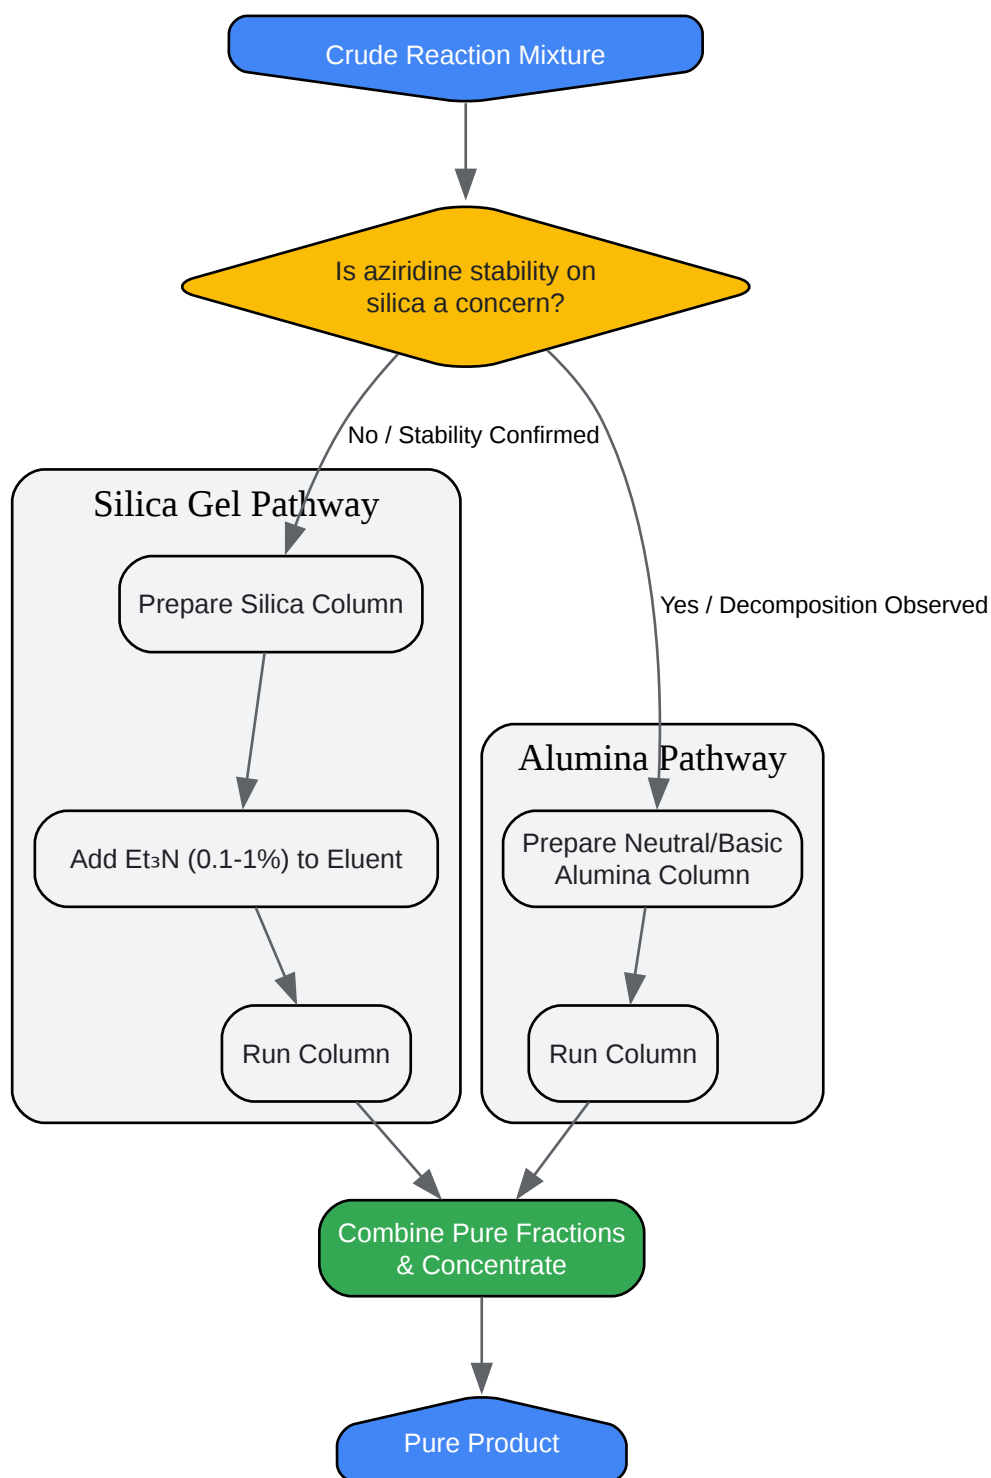 Crude Reaction Mixture
Is aziridine stability on
silica a concern?
No / Stability Confirmed
Silica Gel Pathway
Prepare Silica Column
Yes / Decomposition Observed
Add Et₃N (0.1-1%) to Eluent
Run Column
Alumina Pathway
Prepare Neutral/Basic
Alumina Column
Run Column
Combine Pure Fractions
& Concentrate
Pure Product